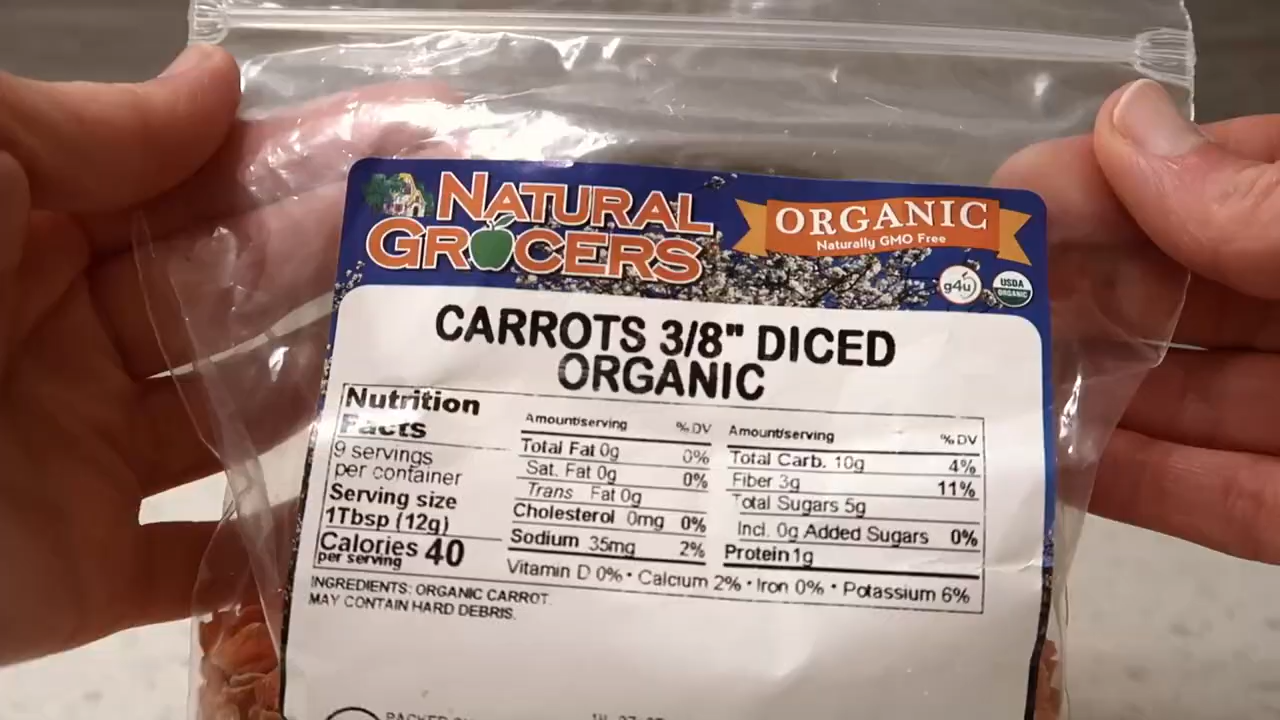 NATURAL
GROCERS
ORGANIC
Naturally GMO Free
g4u
USDA
ORGANIC
CARROTS 3/8" DICED
ORGANIC
Nutrition
Facts
9 servings
per container
Serving size
1Tbsp (12g)
Calories 40
per serving
Amount/serving %DV
Total Fat 0g 0%
Sat. Fat 0g 0%
Trans Fat 0g
Cholesterol 0mg 0%
Sodium 35mg 2%
Amount/serving %DV
Total Carb. 10g 4%
Fiber 3g 11%
Total Sugars 5g
Incl. 0g Added Sugars 0%
Protein 1g
Vitamin D 0% • Calcium 2% • Iron 0% • Potassium 6%
INGREDIENTS: ORGANIC CARROT.
MAY CONTAIN HARD DEBRIS.
PACKED